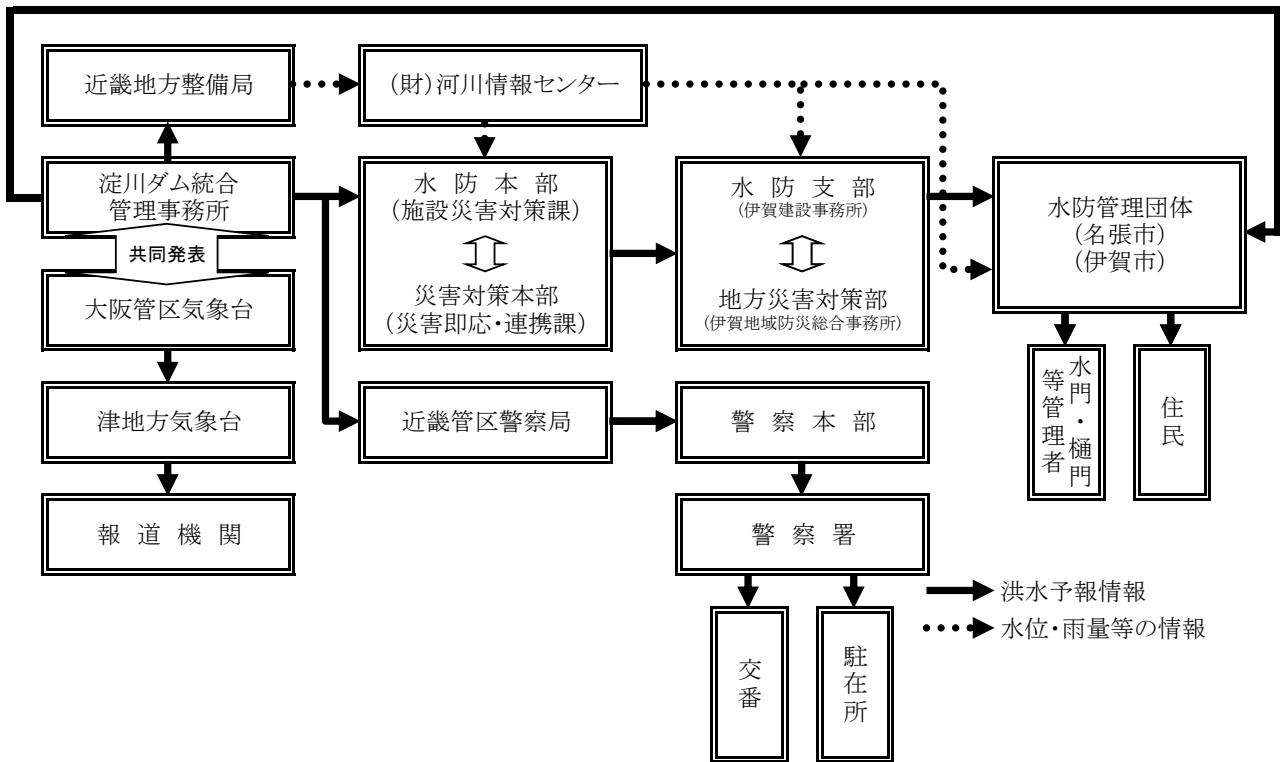 近畿地方整備局
(財)河川情報センター
淀川ダム統合
管理事務所
共同発表
大阪管区気象台
津地方気象台
報道機関
水防本部
(施設災害対策課)
災害対策本部
(災害即応・連携課)
水防支部
(伊賀建設事務所)
地方災害対策部
(伊賀地域防災総合事務所)
水防管理団体
(名張市)
(伊賀市)
水門・樋門
等管理者
住民
近畿管区警察局
警察本部
警察署
交番
駐在所
洪水予報情報
水位・雨量等の情報